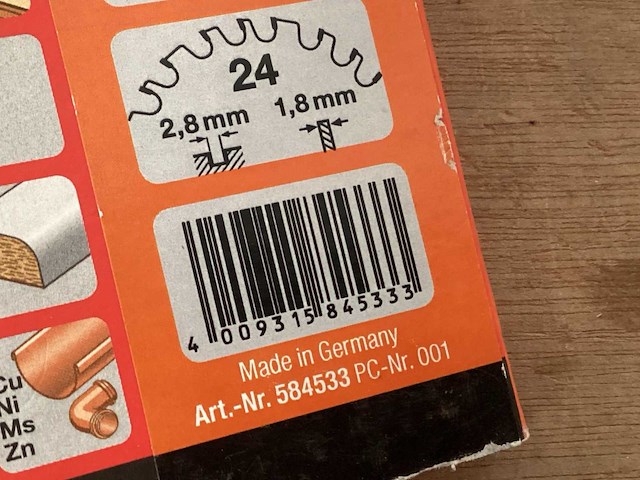 24
2,8 mm
1,8 mm
4 009315 845333
Made in Germany
Art.-Nr. 584533 PC-Nr. 001
Cu
Ni
Ms
Zn